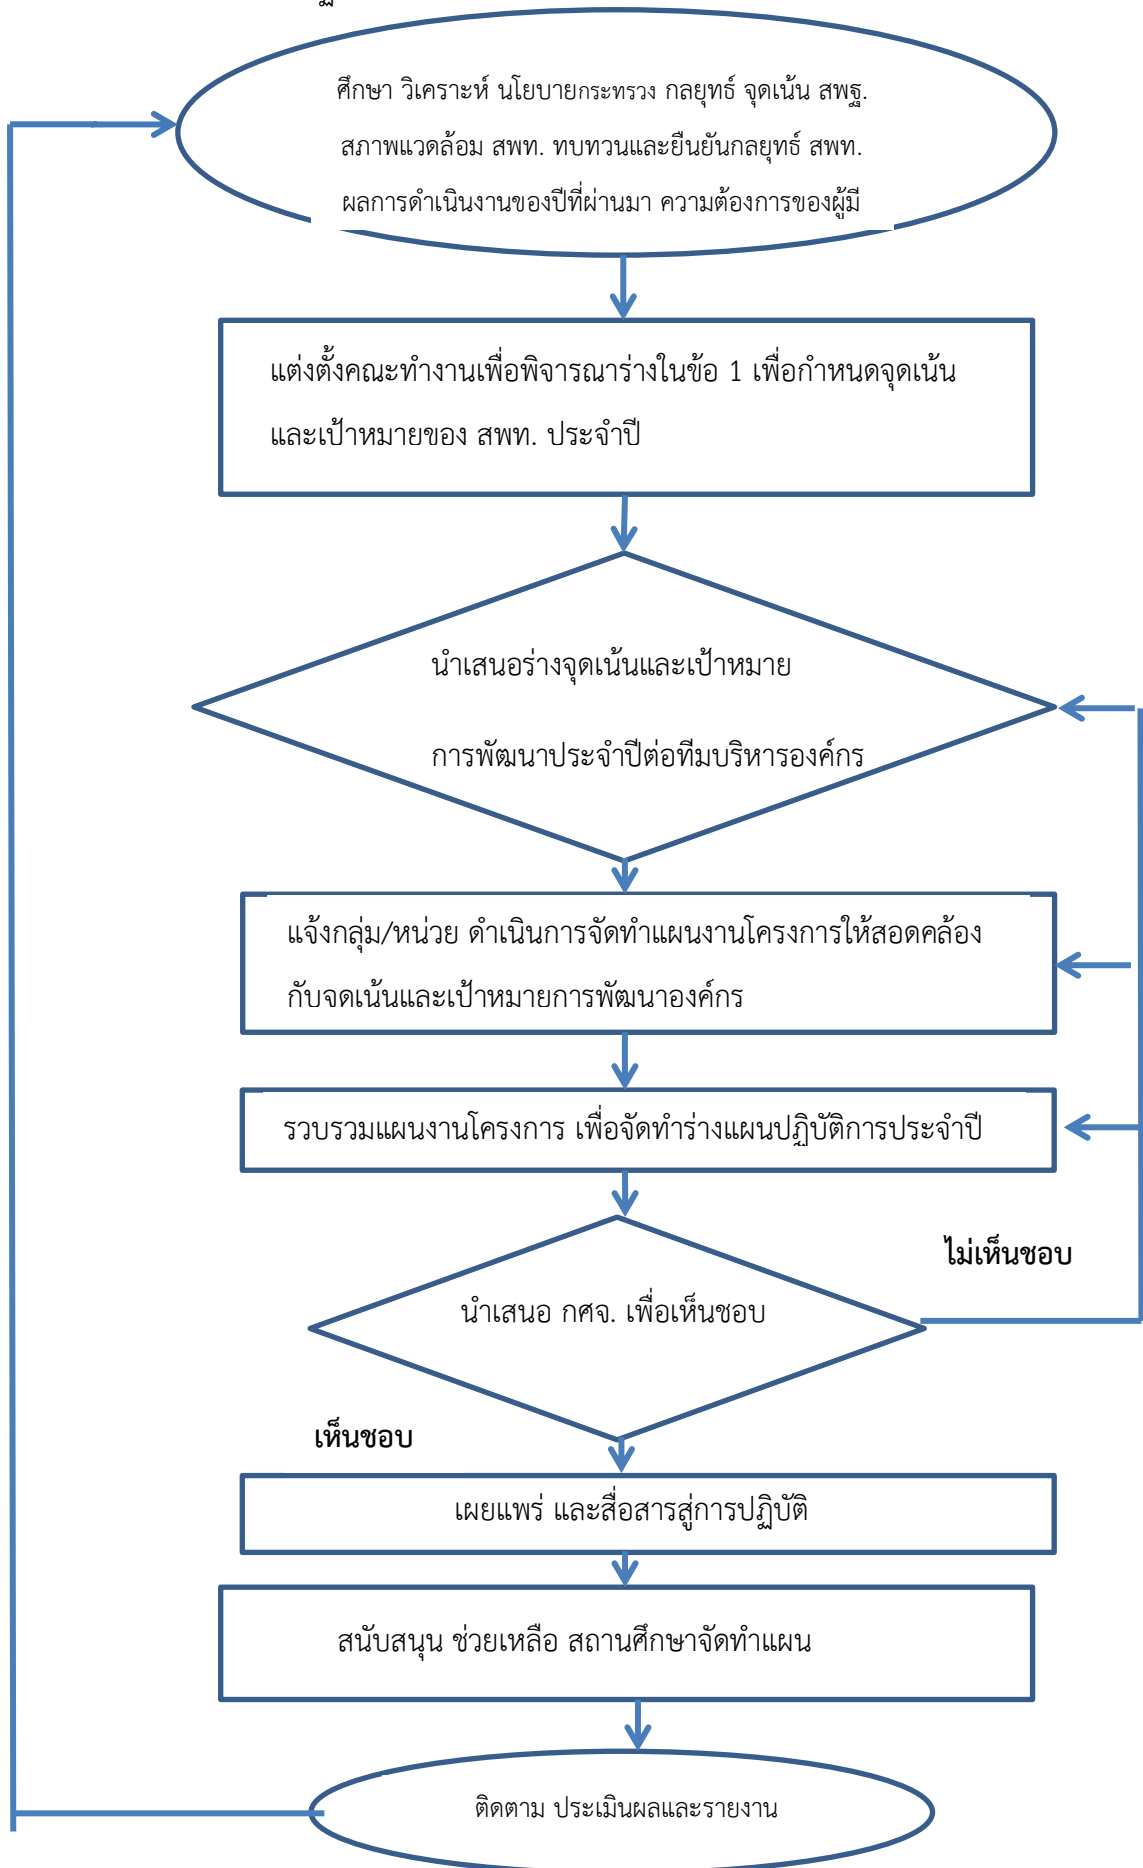 ศึกษา วิเคราะห์ นโยบายกระทรวง กลยุทธ์ จุดเน้น สพฐ.
สภาพแวดล้อม สพท. ทบทวนและยืนยันกลยุทธ์ สพท.
ผลการดำเนินงานของปีที่ผ่านมา ความต้องการของผู้มี
แต่งตั้งคณะทำงานเพื่อพิจารณาร่างในข้อ 1 เพื่อกำหนดจุดเน้น
และเป้าหมายของ สพท. ประจำปี
นำเสนอร่างจุดเน้นและเป้าหมาย
การพัฒนาประจำปีต่อทีมบริหารองค์กร
แจ้งกลุ่ม/หน่วย ดำเนินการจัดทำแผนงานโครงการให้สอดคล้อง
กับจดเน้นและเป้าหมายการพัฒนาองค์กร
รวบรวมแผนงานโครงการ เพื่อจัดทำร่างแผนปฏิบัติการประจำปี
ไม่เห็นชอบ
นำเสนอ กศจ. เพื่อเห็นชอบ
เห็นชอบ
เผยแพร่ และสื่อสารสู่การปฏิบัติ
สนับสนุน ช่วยเหลือ สถานศึกษาจัดทำแผน
ติดตาม ประเมินผลและรายงาน